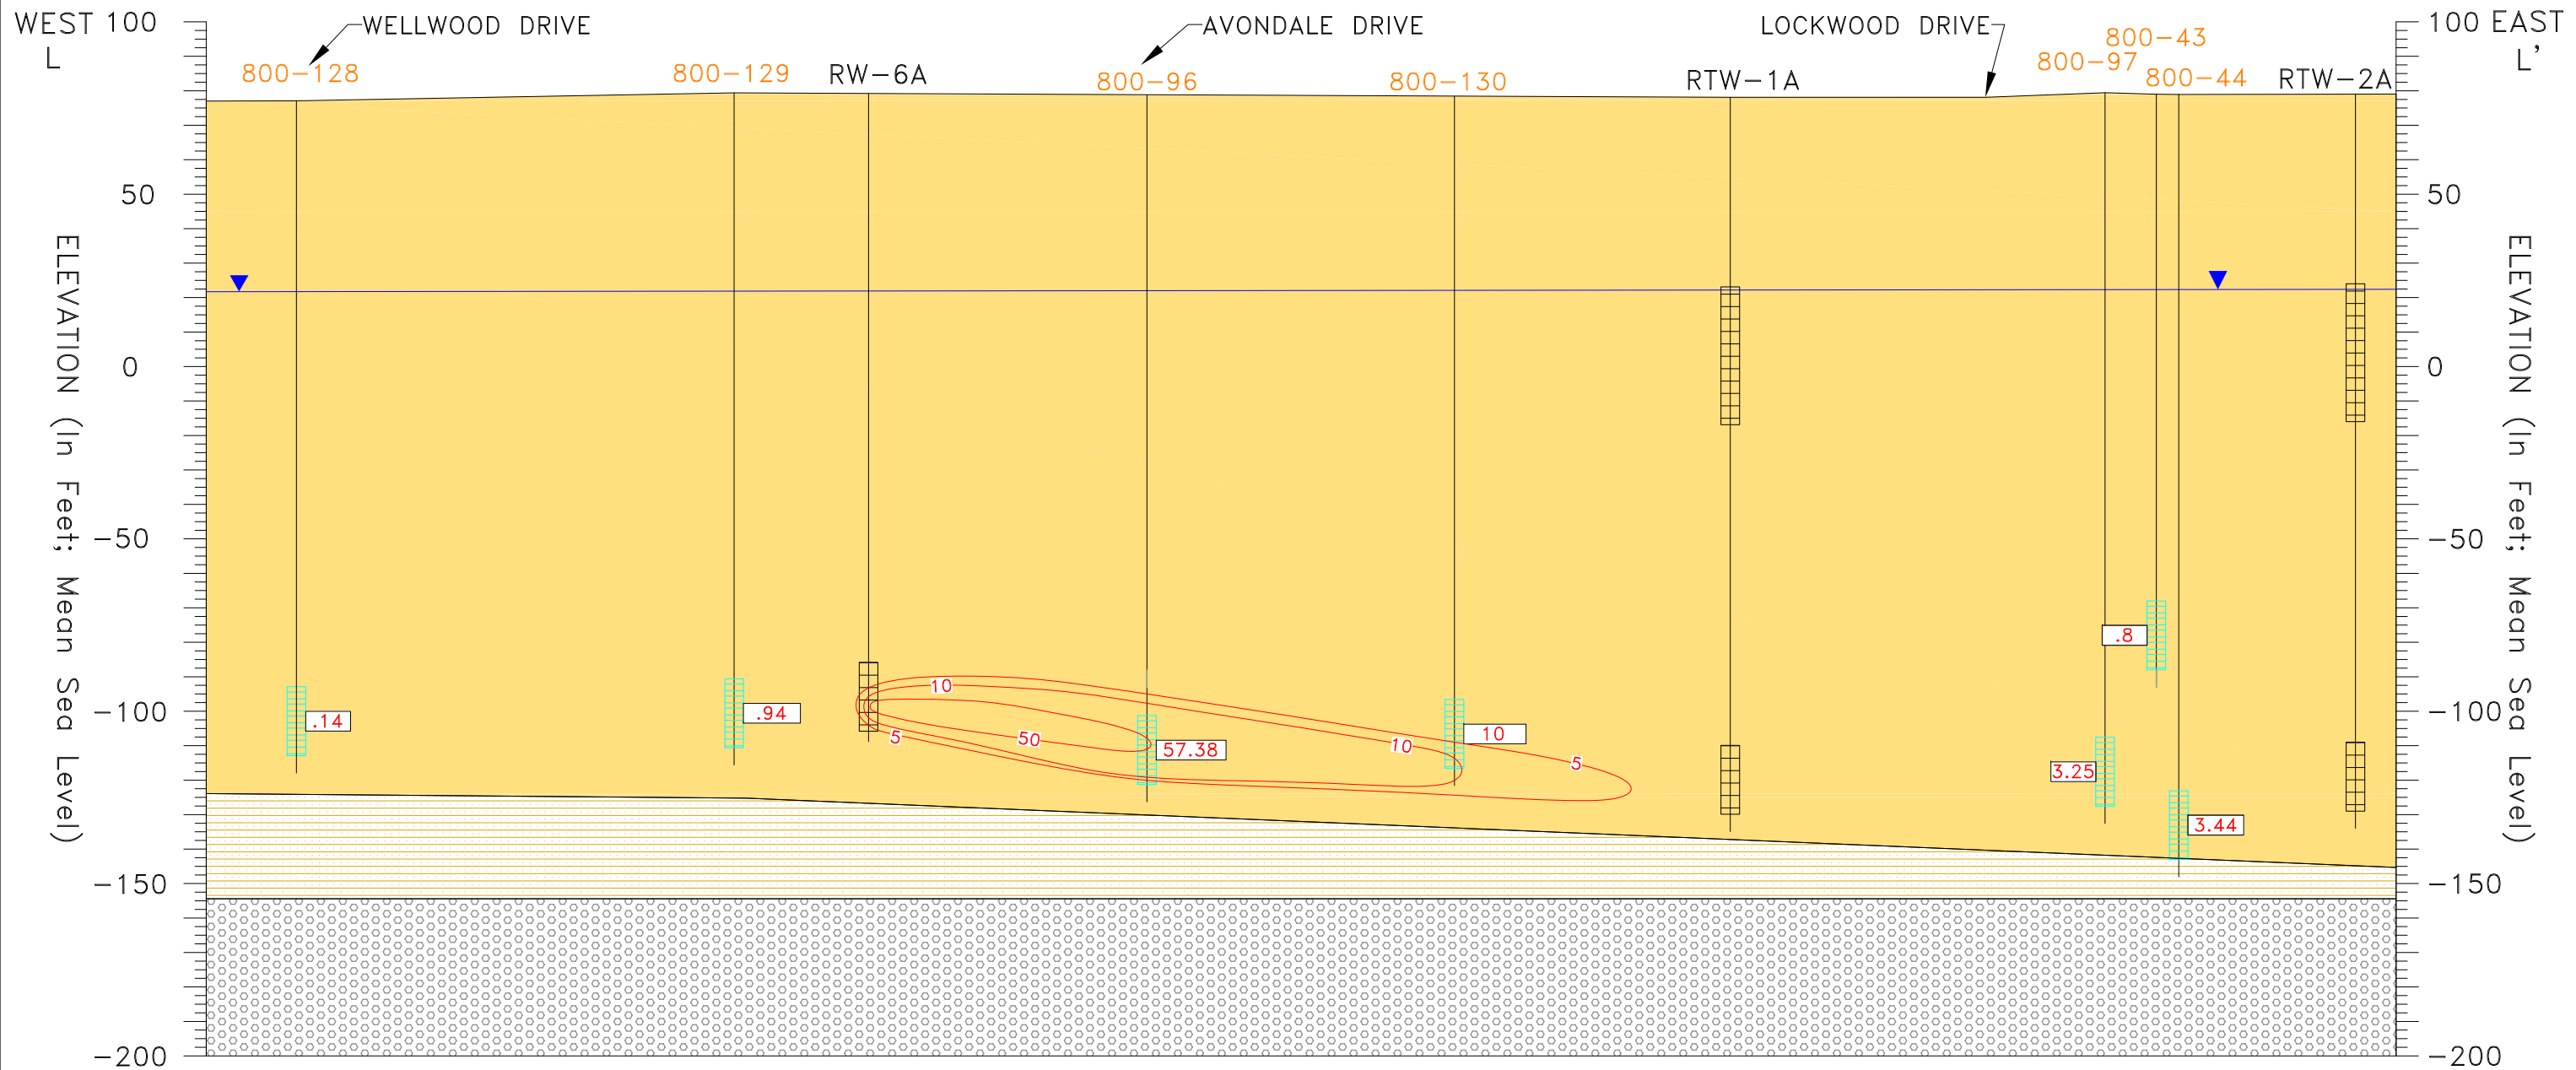 WEST 100
L
WELLWOOD DRIVE
AVONDALE DRIVE
LOCKWOOD DRIVE
100 EAST
L'
800-128
800-129
RW-6A
800-96
800-130
RTW-1A
800-97
800-43
800-44
RTW-2A
50
0
-50
-100
-150
-200
ELEVATION (In Feet; Mean Sea Level)
50
0
-50
-100
-150
-200
ELEVATION (In Feet; Mean Sea Level)
.14
.94
10
5
50
57.38
10
10
5
.8
3.25
3.44